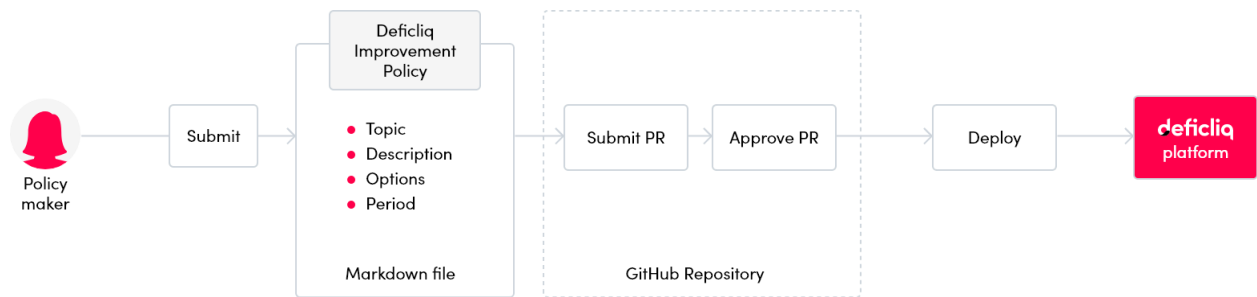 Policy
maker
Submit
Deficliq
Improvement
Policy
Topic
Description
Options
Period
Markdown file
Submit PR
Approve PR
GitHub Repository
Deploy
deficliq
platform